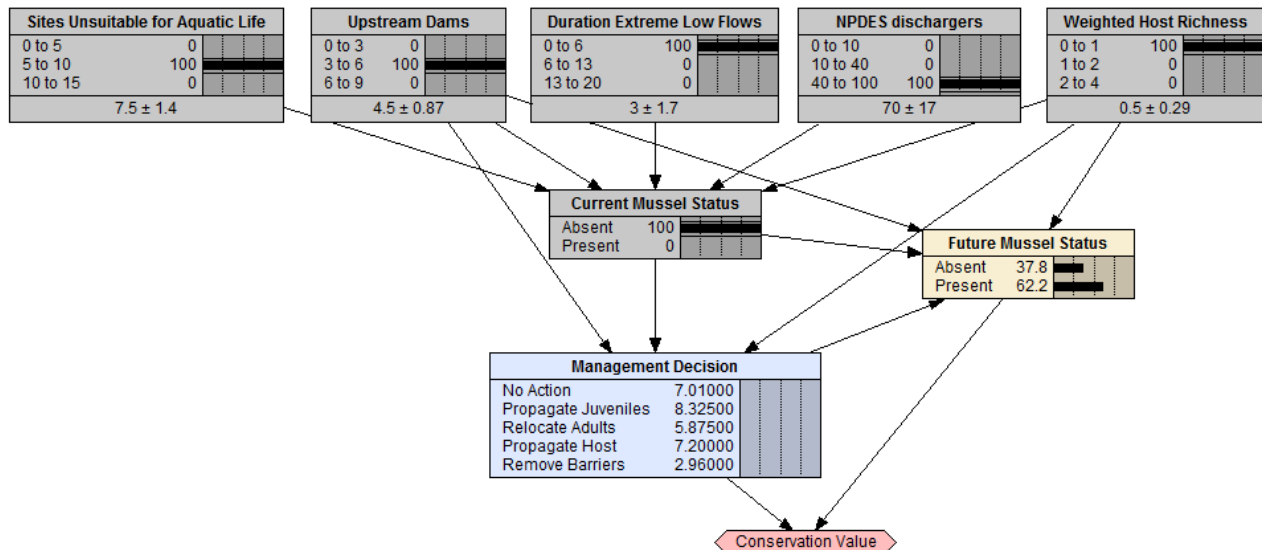 Sites Unsuitable for Aquatic Life
0 to 5 0
5 to 10 100
10 to 15 0
7.5 ± 1.4
Upstream Dams
0 to 3 0
3 to 6 100
6 to 9 0
4.5 ± 0.87
Duration Extreme Low Flows
0 to 6 100
6 to 13 0
13 to 20 0
3 ± 1.7
NPDES dischargers
0 to 10 0
10 to 40 0
40 to 100 100
70 ± 17
Weighted Host Richness
0 to 1 100
1 to 2 0
2 to 4 0
0.5 ± 0.29
Current Mussel Status
Absent 100
Present 0
Future Mussel Status
Absent 37.8
Present 62.2
Management Decision
No Action 7.01000
Propagate Juveniles 8.32500
Relocate Adults 5.87500
Propagate Host 7.20000
Remove Barriers 2.96000
Conservation Value